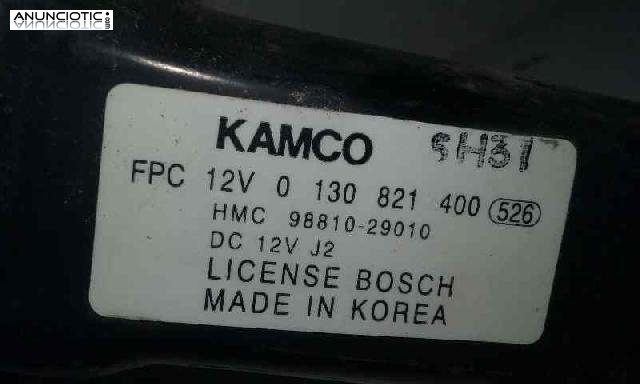 ANUNCIOTIC.com
KAMCO SH31
FPC 12V 0 130 821 400 526
HMC 98810-29010
DC 12V J2
LICENSE BOSCH
MADE IN KOREA